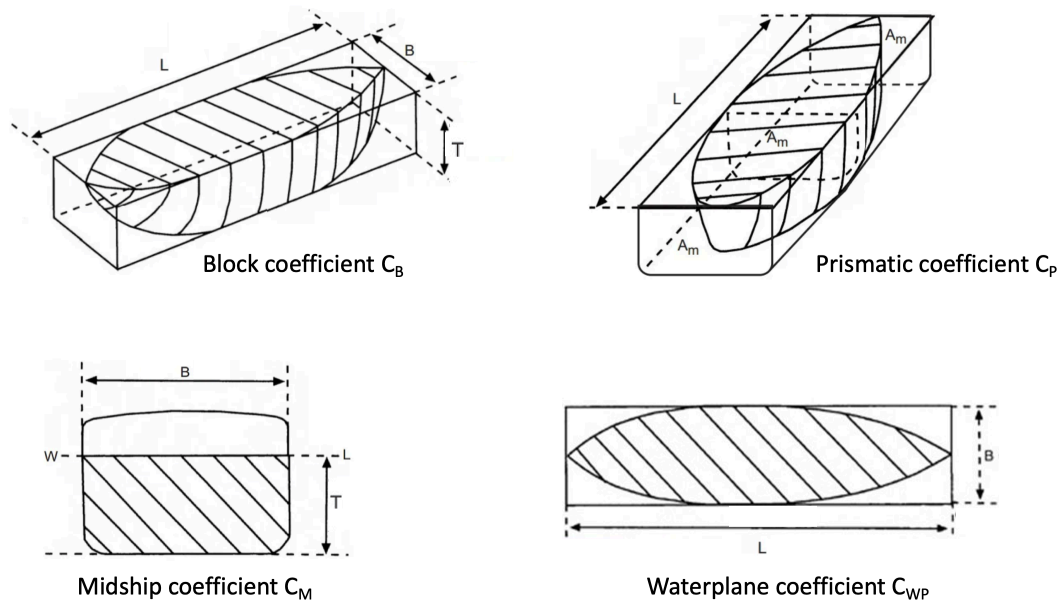 L
B
T
Block coefficient C_B
L
A_m
A_m
A_m
Prismatic coefficient C_P
B
W
L
T
Midship coefficient C_M
B
L
Waterplane coefficient C_WP